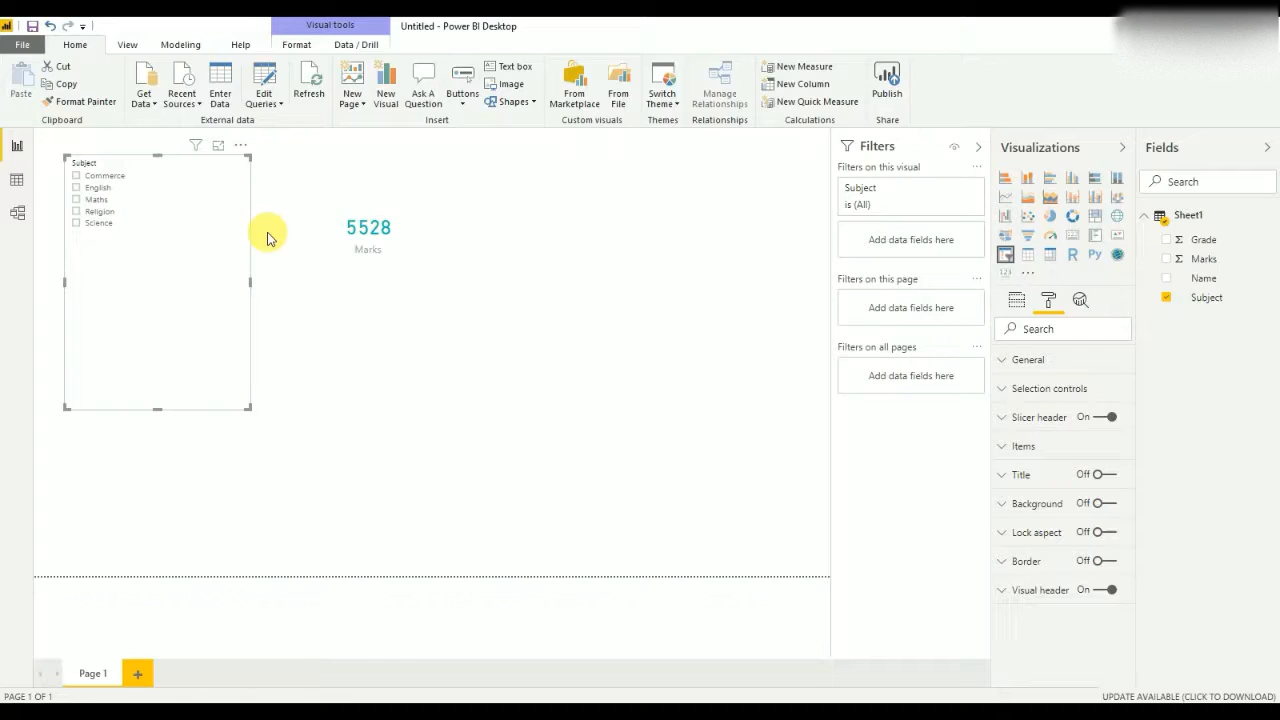 Visual tools
Untitled - Power BI Desktop
File Home View Modeling Help Format Data / Drill
Paste
Cut
Copy
Format Painter
Clipboard
Get Data
Recent Sources
Enter Data
Edit Queries
Refresh
External data
New Page
New Visual
Ask A Question
Buttons
Text box
Image
Shapes
Insert
From Marketplace
From File
Custom visuals
Switch Theme
Themes
Manage Relationships
Relationships
New Measure
New Column
New Quick Measure
Calculations
Publish
Share
Subject
Commerce
English
Maths
Religion
Science
5528
Marks
Filters
Filters on this visual
Subject
is (All)
Add data fields here
Filters on this page
Add data fields here
Filters on all pages
Add data fields here
Visualizations
R Py
123
Search
General
Selection controls
Slicer header On
Items
Title Off
Background Off
Lock aspect Off
Border Off
Visual header On
Fields
Search
Sheet1
Σ Grade
Σ Marks
Name
Subject
Page 1
PAGE 1 OF 1
UPDATE AVAILABLE (CLICK TO DOWNLOAD)